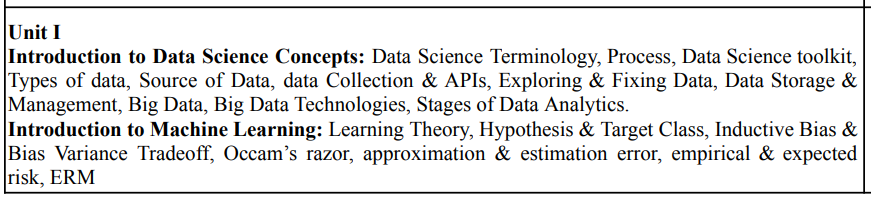 Unit I
Introduction to Data Science Concepts: Data Science Terminology, Process, Data Science toolkit,
Types of data, Source of Data, data Collection & APIs, Exploring & Fixing Data, Data Storage &
Management, Big Data, Big Data Technologies, Stages of Data Analytics.
Introduction to Machine Learning: Learning Theory, Hypothesis & Target Class, Inductive Bias &
Bias Variance Tradeoff, Occam’s razor, approximation & estimation error, empirical & expected
risk, ERM